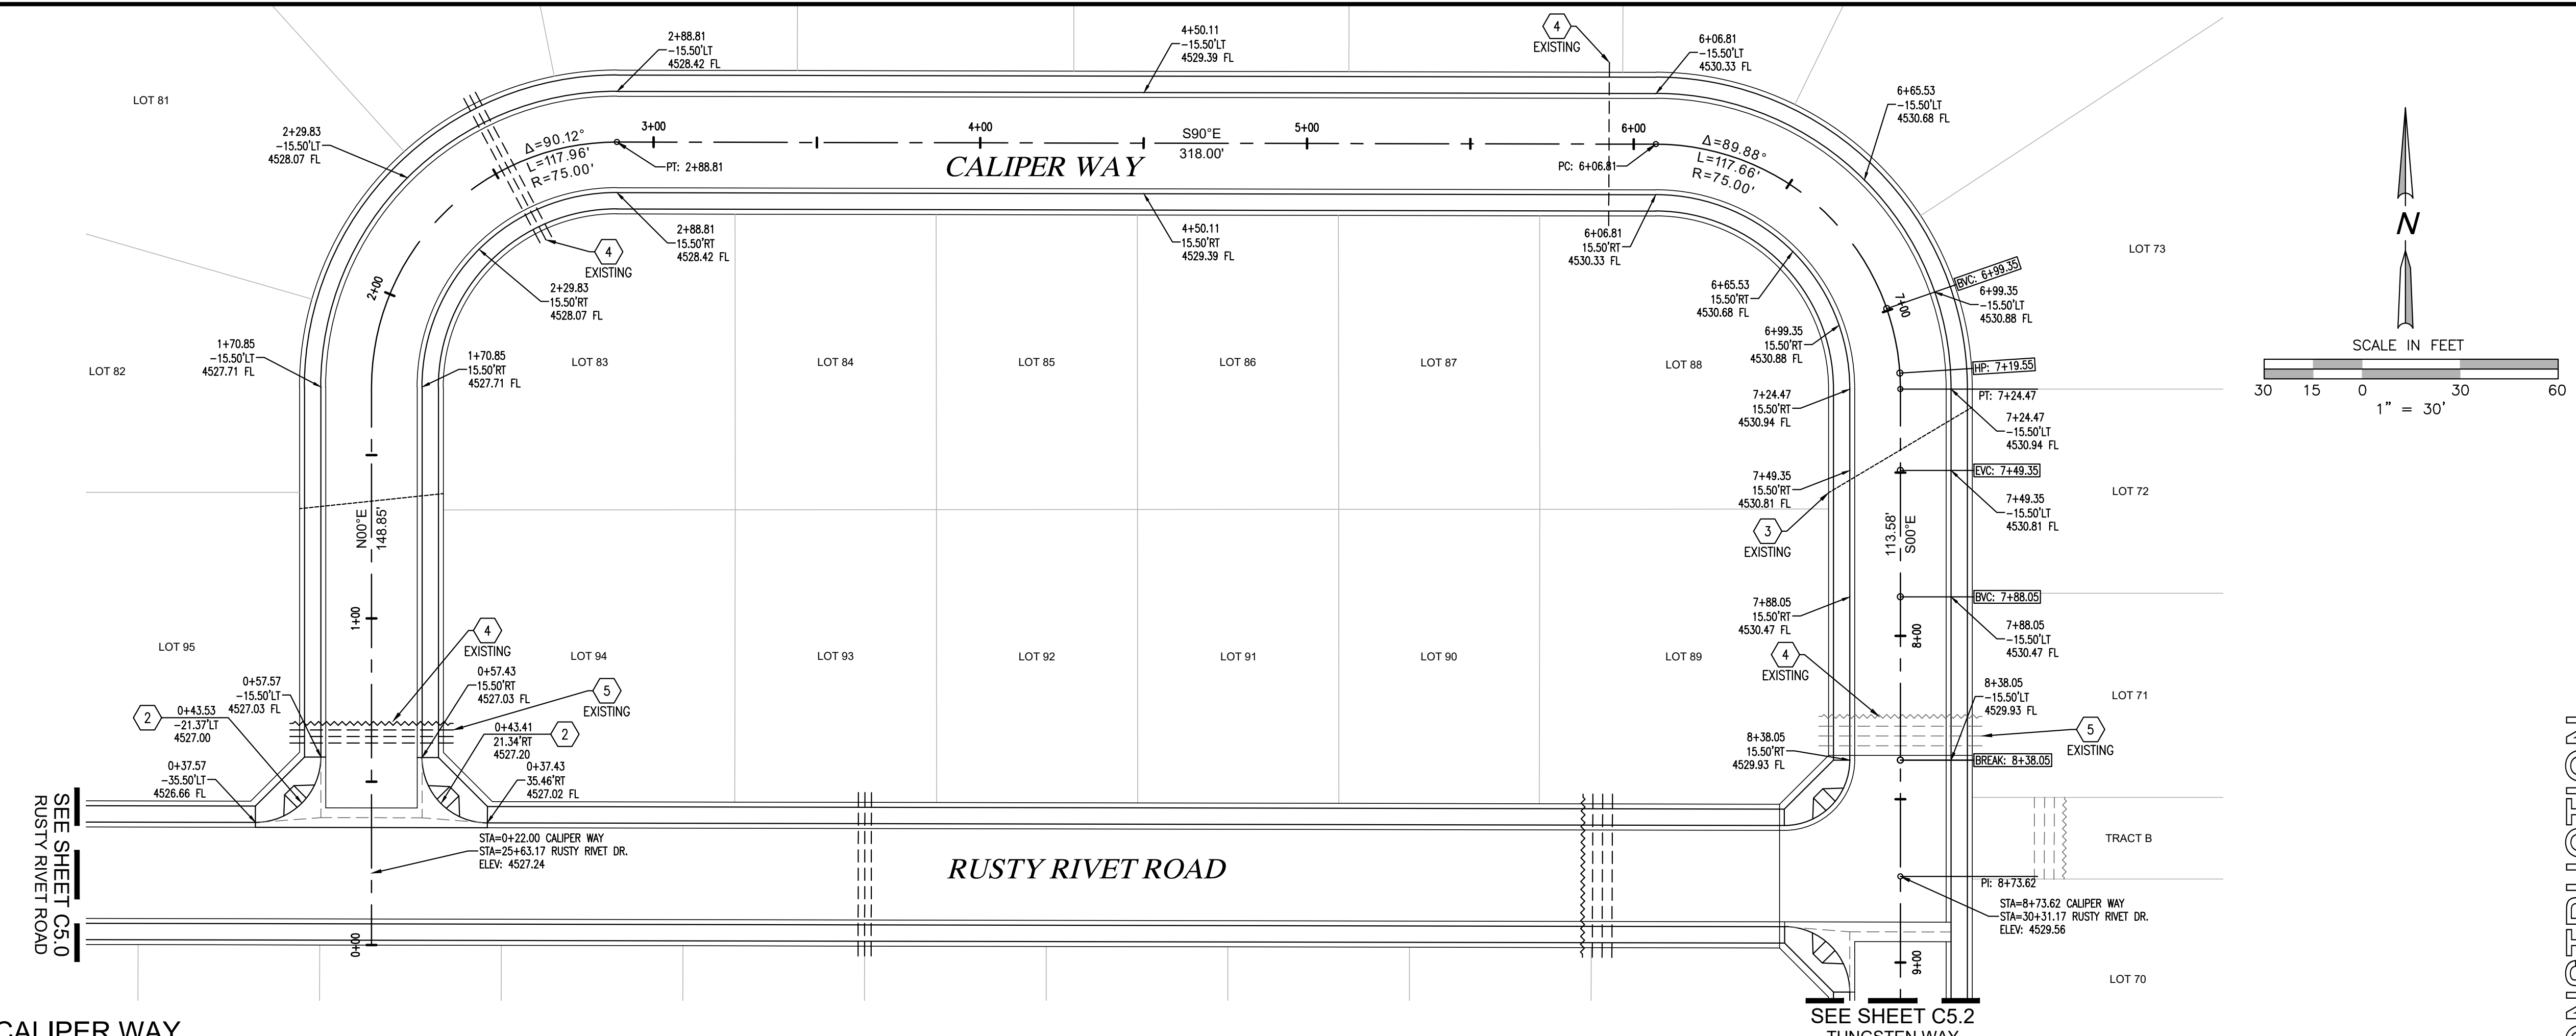 2+88.81
-15.50'LT
4528.42 FL
4+50.11
-15.50'LT
4529.39 FL
4
EXISTING
6+06.81
-15.50'LT
4530.33 FL
6+65.53
-15.50'LT
4530.68 FL
LOT 81
2+29.83
-15.50'LT
4528.07 FL
Δ=90.12°
L=117.96'
R=75.00'
PT: 2+88.81
3+00
4+00
S90°E
318.00'
5+00
6+00
CALIPER WAY
PC: 6+06.81
Δ=89.88°
L=117.66'
R=75.00'
N
SCALE IN FEET
30 15 0 30 60
1" = 30'
2+88.81
15.50'RT
4528.42 FL
4+50.11
15.50'RT
4529.39 FL
6+06.81
15.50'RT
4530.33 FL
4
EXISTING
2+00
2+29.83
15.50'RT
4528.07 FL
6+65.53
15.50'RT
4530.68 FL
7+00
BVC: 6+99.35
6+99.35
-15.50'LT
4530.88 FL
LOT 73
1+70.85
-15.50'LT
4527.71 FL
1+70.85
15.50'RT
4527.71 FL
6+99.35
15.50'RT
4530.88 FL
LOT 82
LOT 83
LOT 84
LOT 85
LOT 86
LOT 87
LOT 88
HP: 7+19.55
PT: 7+24.47
7+24.47
15.50'RT
4530.94 FL
7+24.47
-15.50'LT
4530.94 FL
7+49.35
15.50'RT
4530.81 FL
EVC: 7+49.35
7+49.35
-15.50'LT
4530.81 FL
LOT 72
N00°E
148.85'
3
EXISTING
113.58'
S00°E
1+00
7+88.05
15.50'RT
4530.47 FL
BVC: 7+88.05
7+88.05
-15.50'LT
4530.47 FL
8+00
LOT 95
4
EXISTING
LOT 94
LOT 93
LOT 92
LOT 91
LOT 90
LOT 89
4
EXISTING
LOT 71
0+57.57
-15.50'LT
4527.03 FL
0+57.43
15.50'RT
4527.03 FL
5
EXISTING
8+38.05
-15.50'LT
4529.93 FL
5
EXISTING
2
0+43.53
-21.37'LT
4527.00
0+43.41
21.34'RT
4527.20
2
8+38.05
15.50'RT
4529.93 FL
BREAK: 8+38.05
0+37.57
-35.50'LT
4526.66 FL
0+37.43
35.46'RT
4527.02 FL
SEE SHEET C5.0
RUSTY RIVET ROAD
STA=0+22.00 CALIPER WAY
STA=25+63.17 RUSTY RIVET DR.
ELEV: 4527.24
RUSTY RIVET ROAD
TRACT B
PI: 8+73.62
STA=8+73.62 CALIPER WAY
STA=30+31.17 RUSTY RIVET DR.
ELEV: 4529.56
0+00
9+00
LOT 70
SEE SHEET C5.2
TUNGSTEN WAY
CALIPER WAY